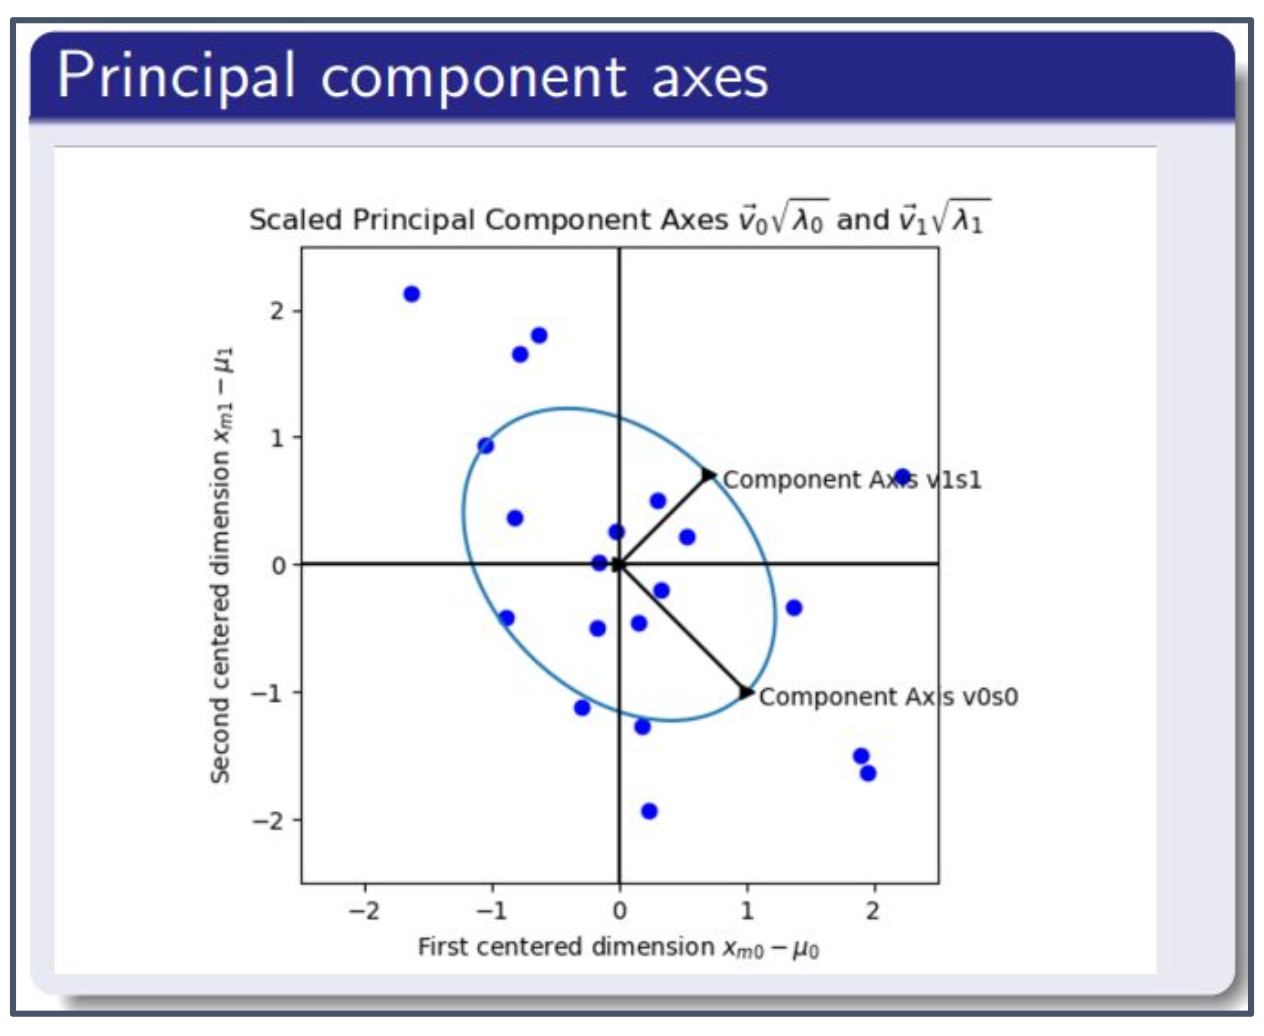 Principal component axes
Scaled Principal Component Axes $\vec{v}_0\sqrt{\lambda_0}$ and $\vec{v}_1\sqrt{\lambda_1}$
Second centered dimension $x_{m1} - \mu_1$
2
1
0
−1
−2
Component Axis v1s1
Component Axis v0s0
−2 −1 0 1 2
First centered dimension $x_{m0} - \mu_0$